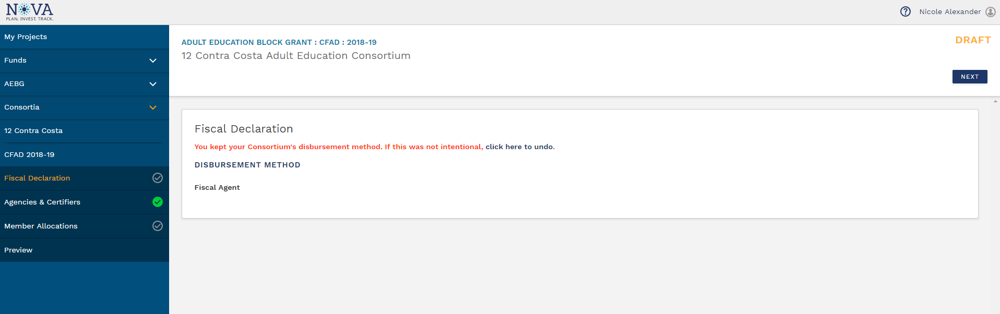 NOVA
PLAN. INVEST. TRACK.
? Nicole Alexander
My Projects
Funds
AEBG
Consortia
12 Contra Costa
CFAD 2018-19
Fiscal Declaration
Agencies & Certifiers
Member Allocations
Preview
ADULT EDUCATION BLOCK GRANT : CFAD : 2018-19
12 Contra Costa Adult Education Consortium
DRAFT
NEXT
Fiscal Declaration
You kept your Consortium's disbursement method. If this was not intentional, click here to undo.
DISBURSEMENT METHOD
Fiscal Agent